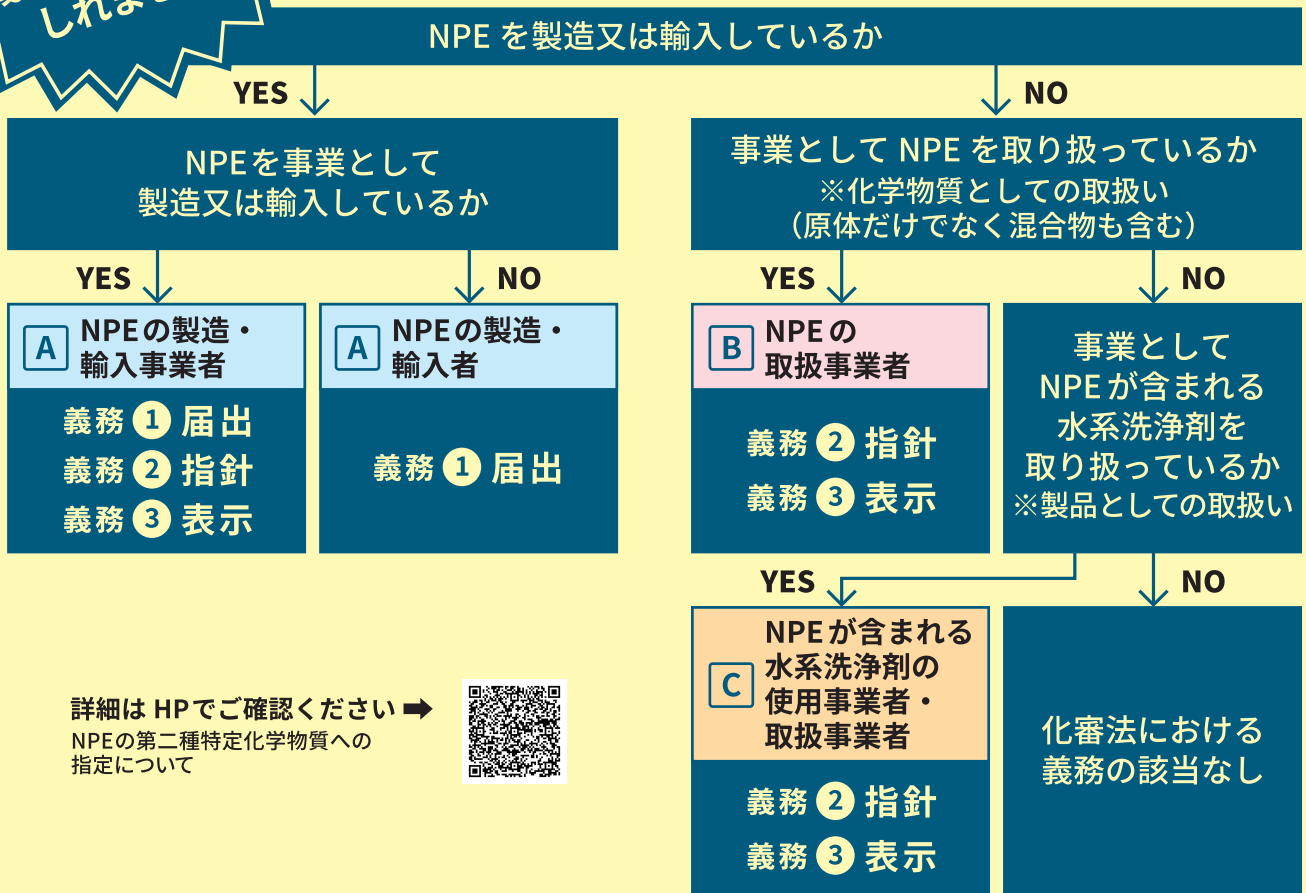 しれま
NPE を製造又は輸入しているか
YES
NO
NPEを事業として
製造又は輸入しているか
事業として NPE を取り扱っているか
※化学物質としての取扱い
（原体だけでなく混合物も含む）
YES
NO
YES
NO
A
NPEの製造・
輸入事業者
義務 1 届出
義務 2 指針
義務 3 表示
A
NPEの製造・
輸入者
義務 1 届出
B
NPEの
取扱事業者
義務 2 指針
義務 3 表示
事業として
NPEが含まれる
水系洗浄剤を
取り扱っているか
※製品としての取扱い
YES
NO
C
NPEが含まれる
水系洗浄剤の
使用事業者・
取扱事業者
義務 2 指針
義務 3 表示
化審法における
義務の該当なし
詳細は HPでご確認ください ➡
NPEの第二種特定化学物質への
指定について